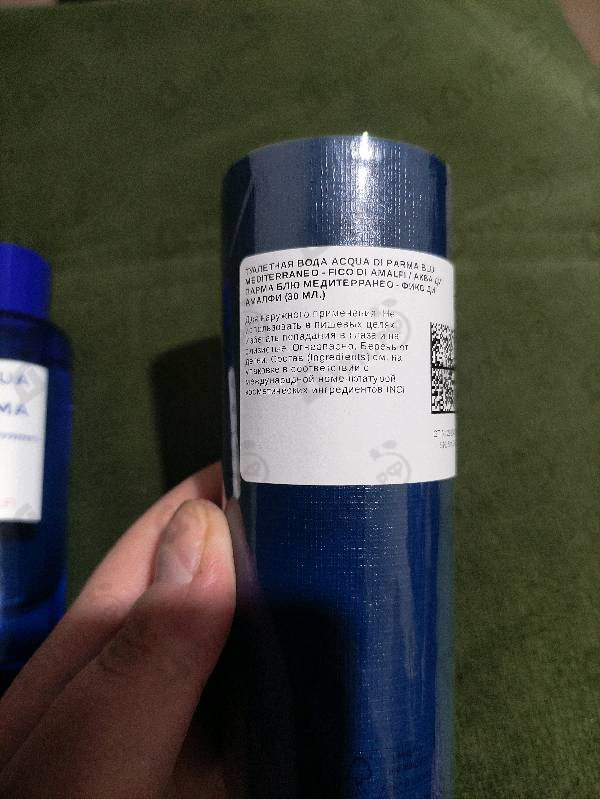 ТУАЛЕТНАЯ ВОДА ACQUA DI PARMA BLU
MEDITERRANEO - FICO DI AMALFI / АКВА ДИ
ПАРМА БЛЮ МЕДИТЕРРАНЕО - ФИКО ДИ
АМАЛФИ (30 МЛ.)
Для наружного применения. Не
использовать в пищевых целях.
Избегать попадания в глаза и на
слизистые. Огнеопасно. Беречь от
детей. Состав (Ingredients) см. на
упаковке в соответствии с
международной номенклатурой
косметических ингредиентов INCI
AM